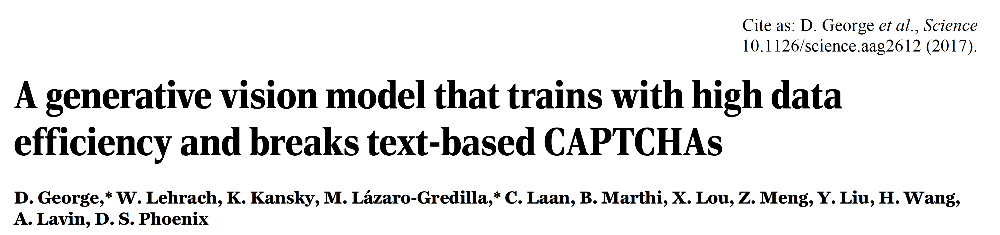 Cite as: D. George et al., Science
10.1126/science.aag2612 (2017).
A generative vision model that trains with high data
efficiency and breaks text-based CAPTCHAs
D. George,* W. Lehrach, K. Kansky, M. Lázaro-Gredilla,* C. Laan, B. Marthi, X. Lou, Z. Meng, Y. Liu, H. Wang,
A. Lavin, D. S. Phoenix